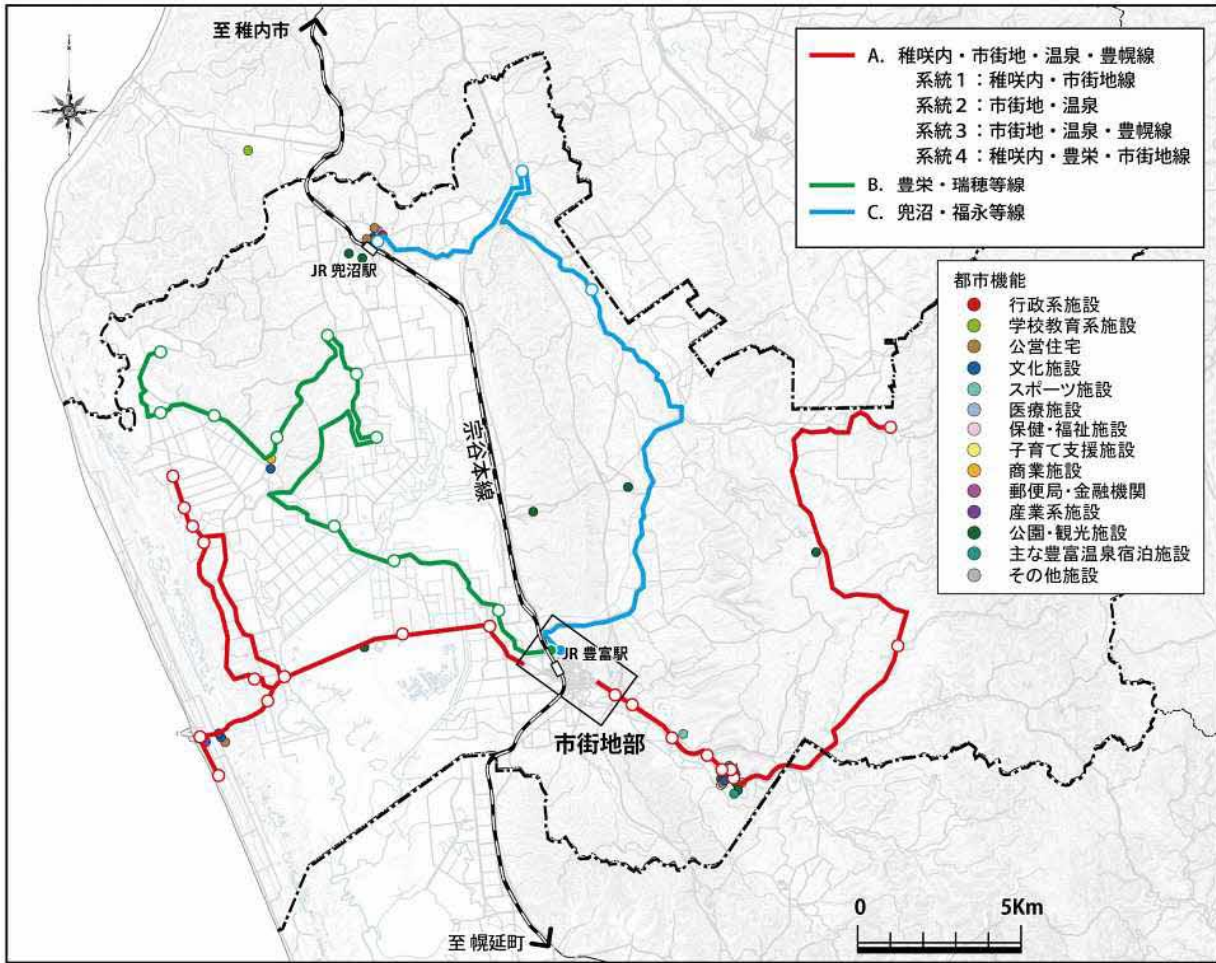 至 稚内市
A. 稚咲内・市街地・温泉・豊幌線
系統1：稚咲内・市街地線
系統2：市街地・温泉
系統3：市街地・温泉・豊幌線
系統4：稚咲内・豊栄・市街地線
B. 豊栄・瑞穂等線
C. 兜沼・福永等線
都市機能
行政系施設
学校教育系施設
公営住宅
文化施設
スポーツ施設
医療施設
保健・福祉施設
子育て支援施設
商業施設
郵便局・金融機関
産業系施設
公園・観光施設
主な豊富温泉宿泊施設
その他施設
JR 兜沼駅
宗谷本線
JR 豊富駅
市街地部
至 幌延町
0 5Km